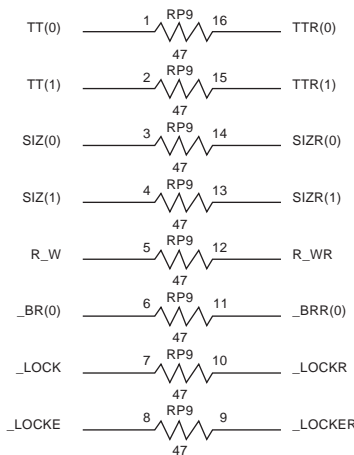 RP9
TT(0) 1 16 TTR(0)
47
RP9
TT(1) 2 15 TTR(1)
47
RP9
SIZ(0) 3 14 SIZR(0)
47
RP9
SIZ(1) 4 13 SIZR(1)
47
RP9
R_W 5 12 R_WR
47
RP9
_BR(0) 6 11 _BRR(0)
47
RP9
_LOCK 7 10 _LOCKR
47
RP9
_LOCKE 8 9 _LOCKER
47